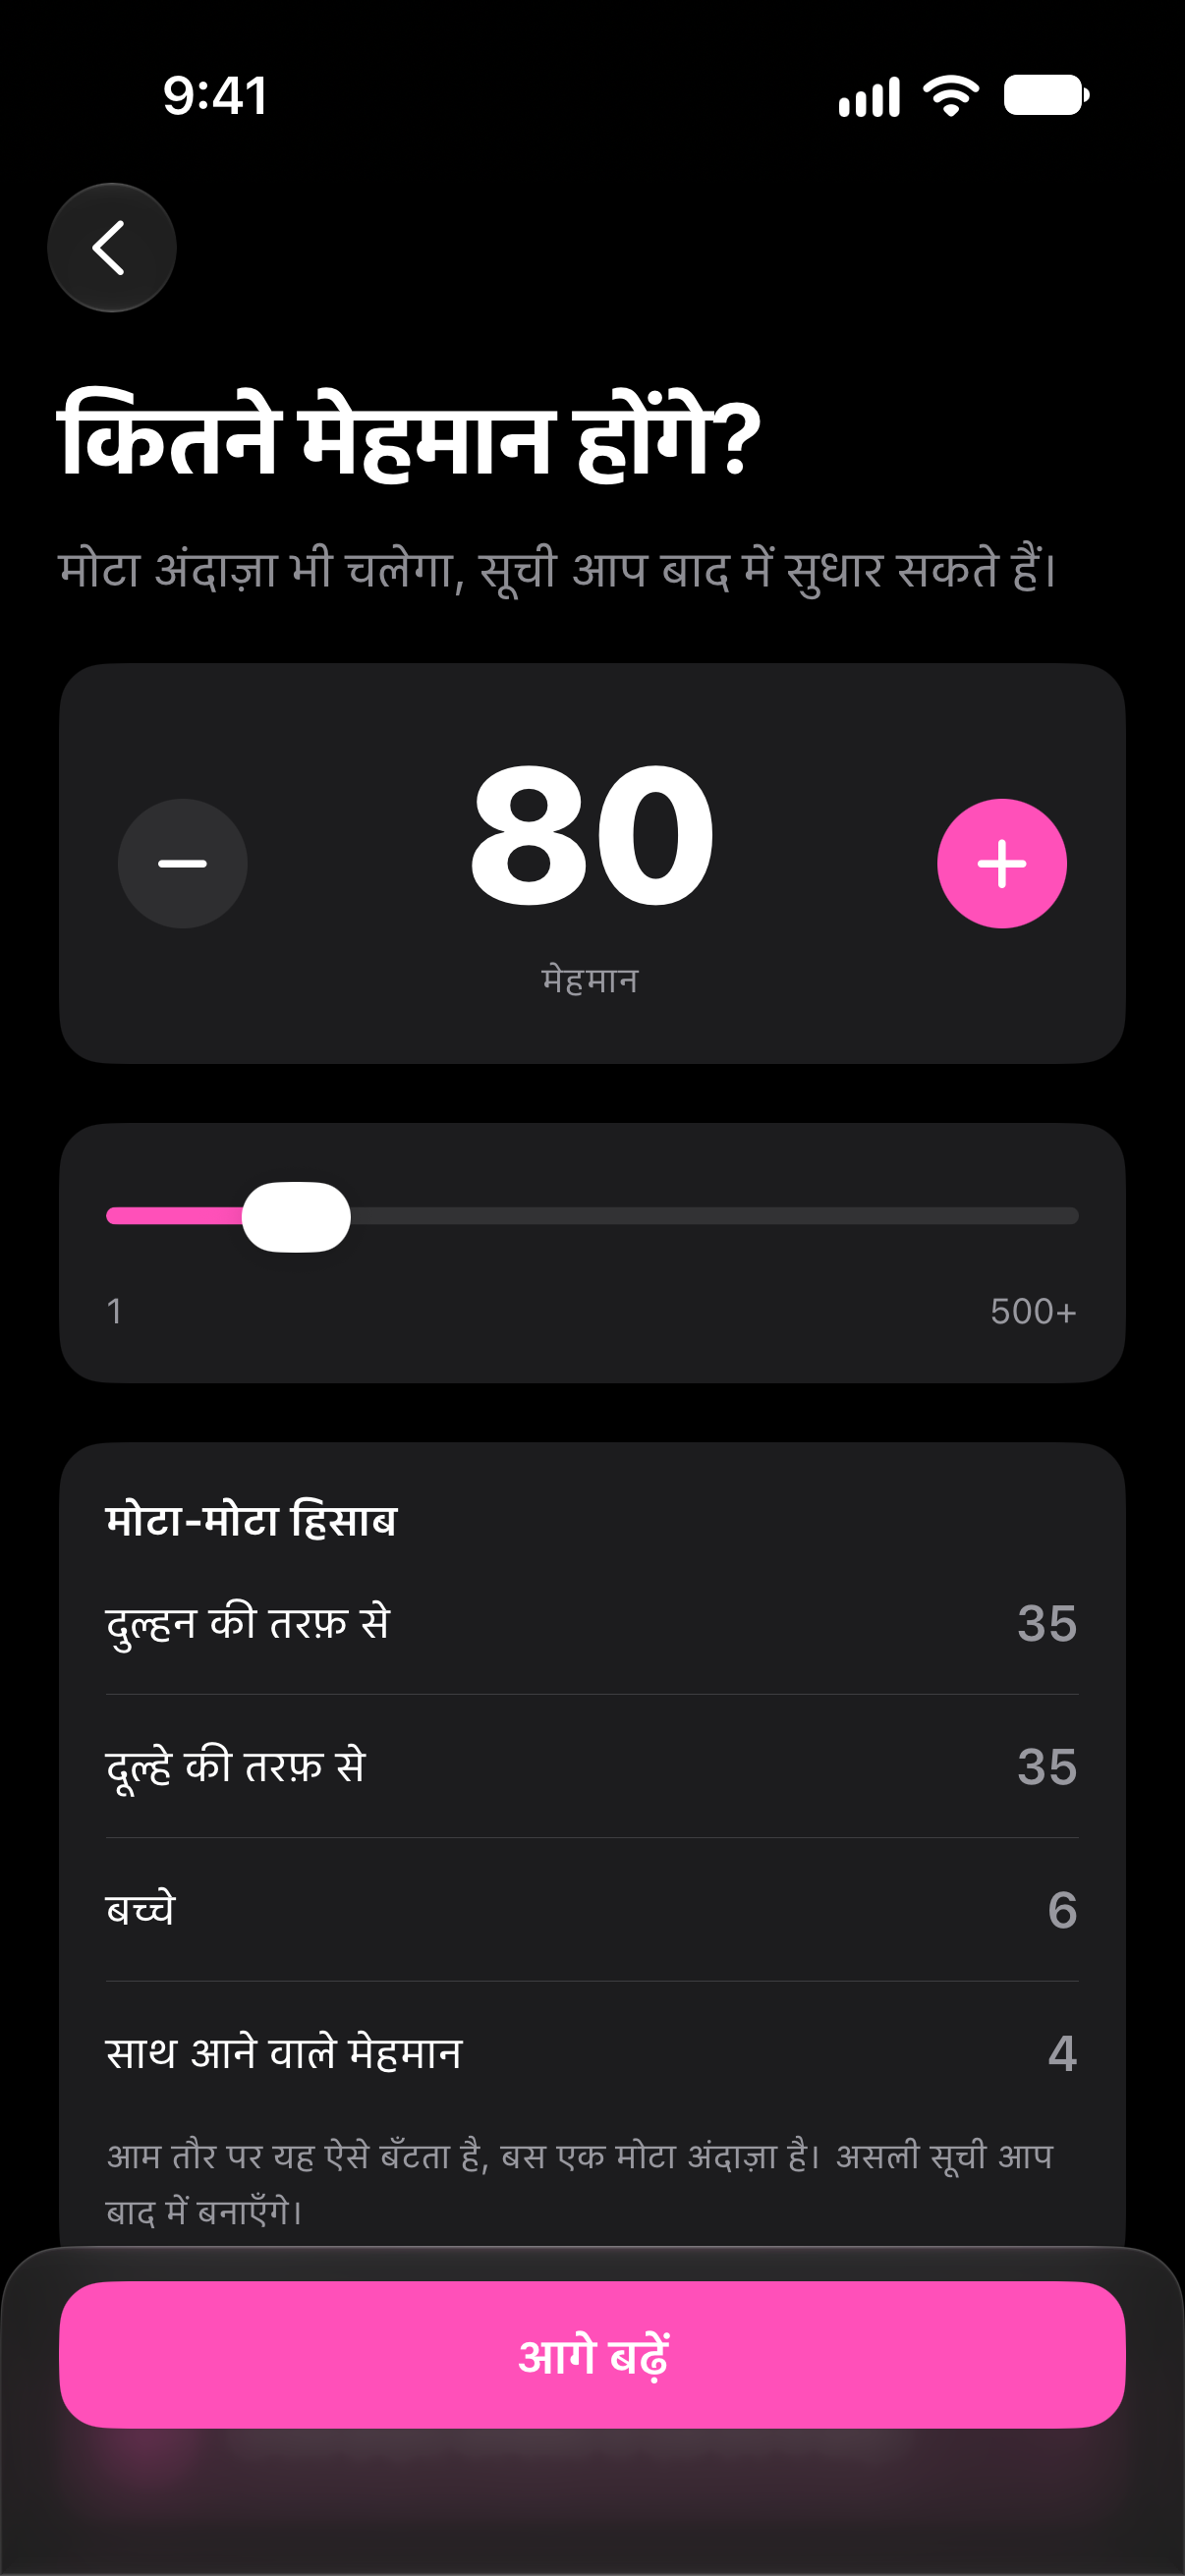 9:41
कितने मेहमान होंगे?
मोटा अंदाज़ा भी चलेगा, सूची आप बाद में सुधार सकते हैं।
80
मेहमान
1
500+
मोटा-मोटा हिसाब
दुल्हन की तरफ़ से
35
दूल्हे की तरफ़ से
35
बच्चे
6
साथ आने वाले मेहमान
4
आम तौर पर यह ऐसे बँटता है, बस एक मोटा अंदाज़ा है। असली सूची आप
बाद में बनाएँगे।
आगे बढ़ें